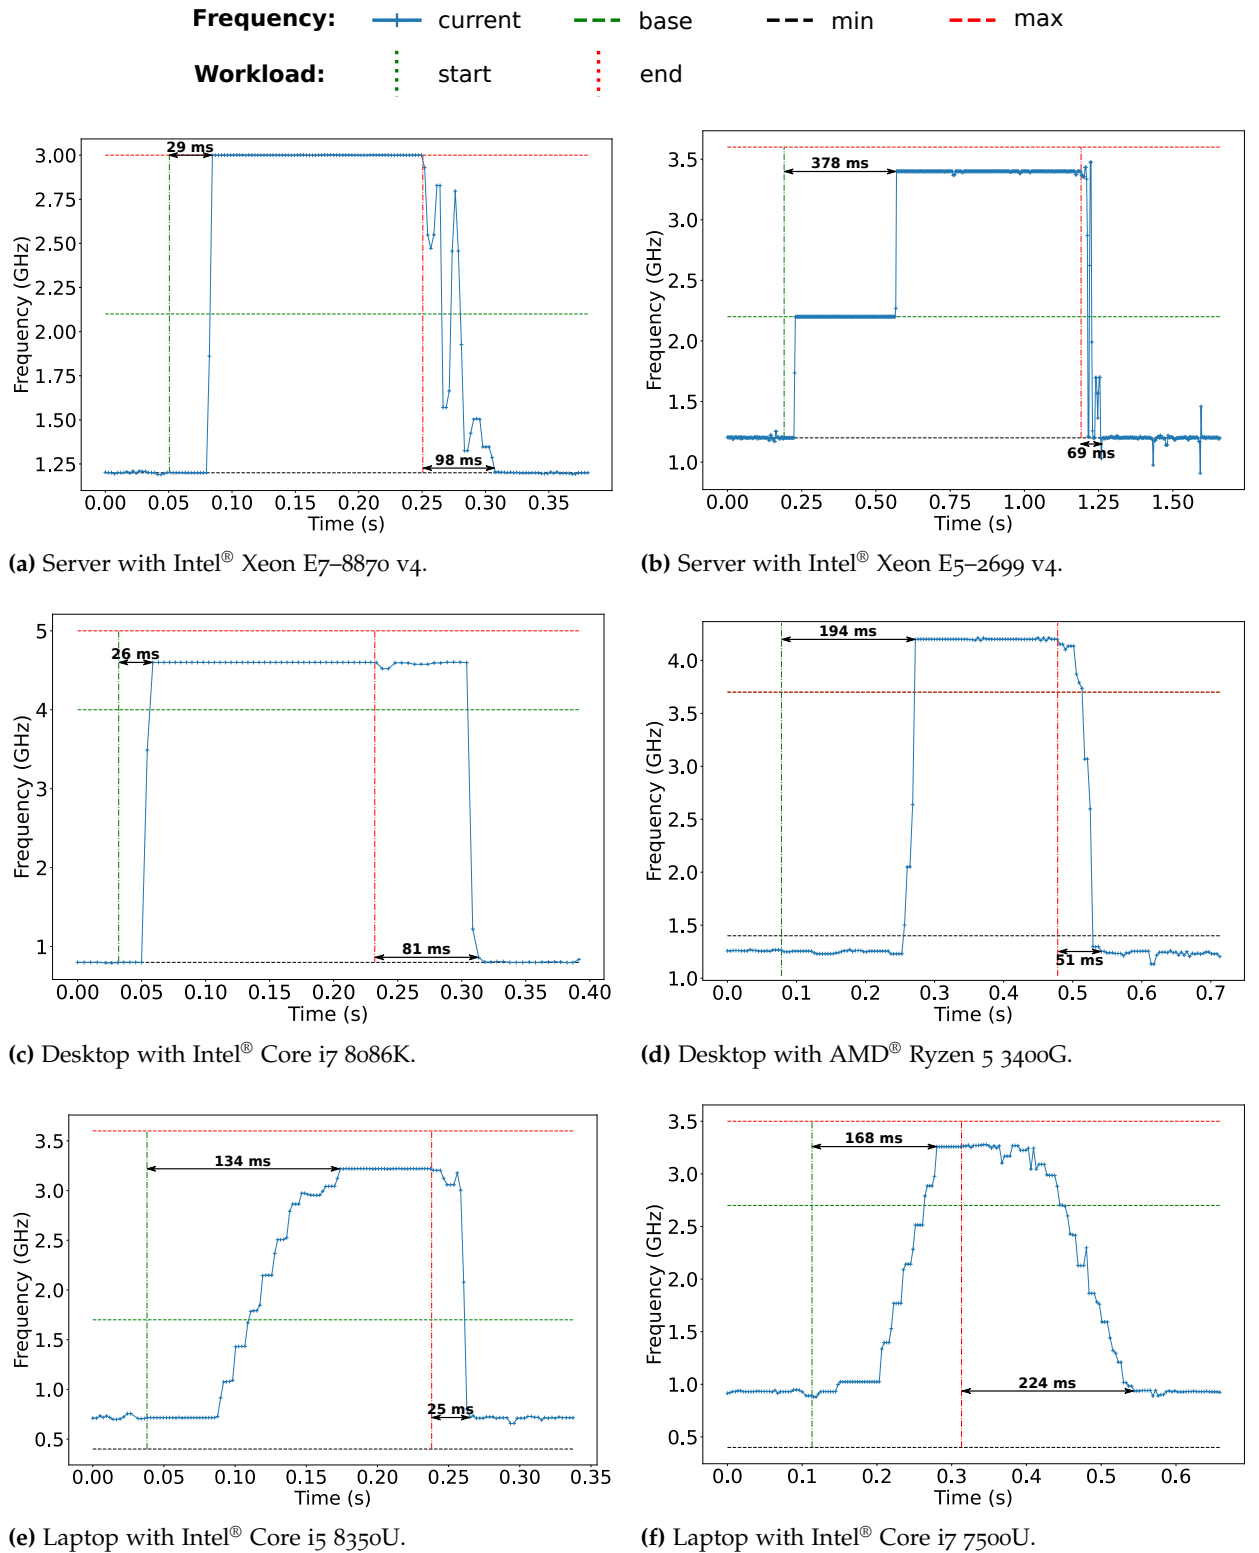 Frequency: current base min max
Workload: start end
29 ms
98 ms
3.00
2.75
2.50
2.25
2.00
1.75
1.50
1.25
Frequency (GHz)
0.00 0.05 0.10 0.15 0.20 0.25 0.30 0.35
Time (s)
(a) Server with Intel® Xeon E7–8870 v4.
378 ms
69 ms
3.5
3.0
2.5
2.0
1.5
1.0
Frequency (GHz)
0.00 0.25 0.50 0.75 1.00 1.25 1.50
Time (s)
(b) Server with Intel® Xeon E5–2699 v4.
26 ms
81 ms
5
4
3
2
1
Frequency (GHz)
0.00 0.05 0.10 0.15 0.20 0.25 0.30 0.35 0.40
Time (s)
(c) Desktop with Intel® Core i7 8086K.
194 ms
51 ms
4.0
3.5
3.0
2.5
2.0
1.5
1.0
Frequency (GHz)
0.0 0.1 0.2 0.3 0.4 0.5 0.6 0.7
Time (s)
(d) Desktop with AMD® Ryzen 5 3400G.
134 ms
25 ms
3.5
3.0
2.5
2.0
1.5
1.0
0.5
Frequency (GHz)
0.00 0.05 0.10 0.15 0.20 0.25 0.30 0.35
Time (s)
(e) Laptop with Intel® Core i5 8350U.
168 ms
224 ms
3.5
3.0
2.5
2.0
1.5
1.0
0.5
Frequency (GHz)
0.0 0.1 0.2 0.3 0.4 0.5 0.6
Time (s)
(f) Laptop with Intel® Core i7 7500U.